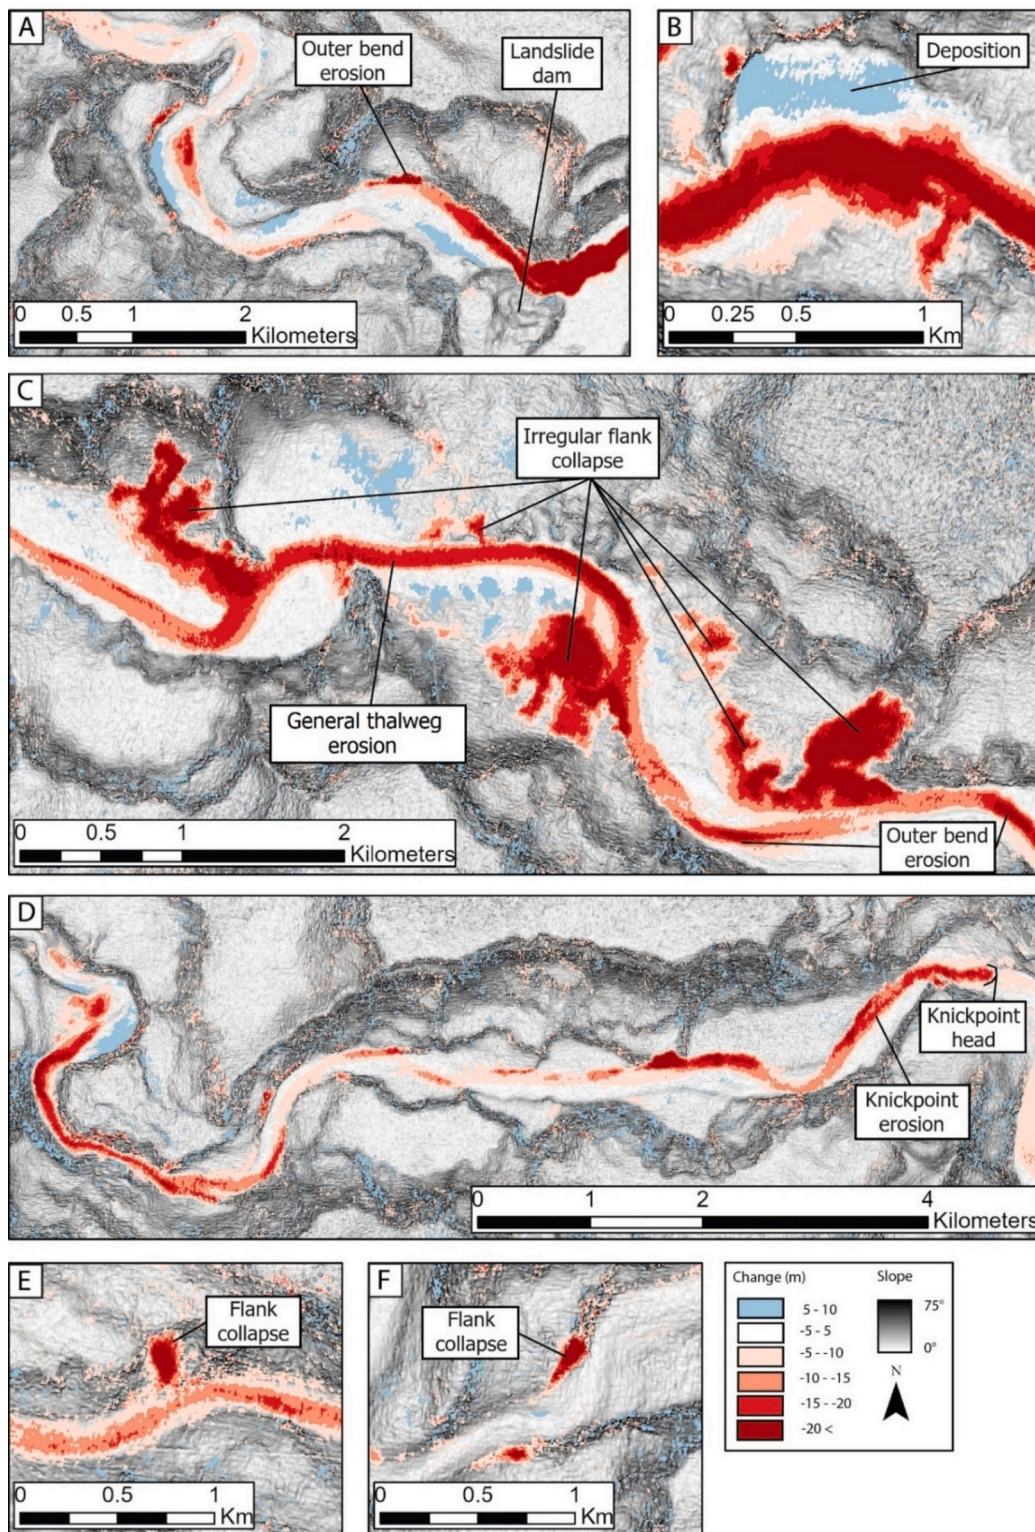 A
Outer bend
erosion
Landslide
dam
0 0.5 1 2
Kilometers
B
Deposition
0 0.25 0.5 1
Km
C
Irregular flank
collapse
General thalweg
erosion
Outer bend
erosion
0 0.5 1 2
Kilometers
D
Knickpoint
head
Knickpoint
erosion
0 1 2 4
Kilometers
E
Flank
collapse
0 0.5 1
Km
F
Flank
collapse
0 0.5 1
Km
Change (m) Slope
5 - 10 75°
-5 - 5
-5 - -10 0°
-10 - -15 N
-15 - -20
-20 <